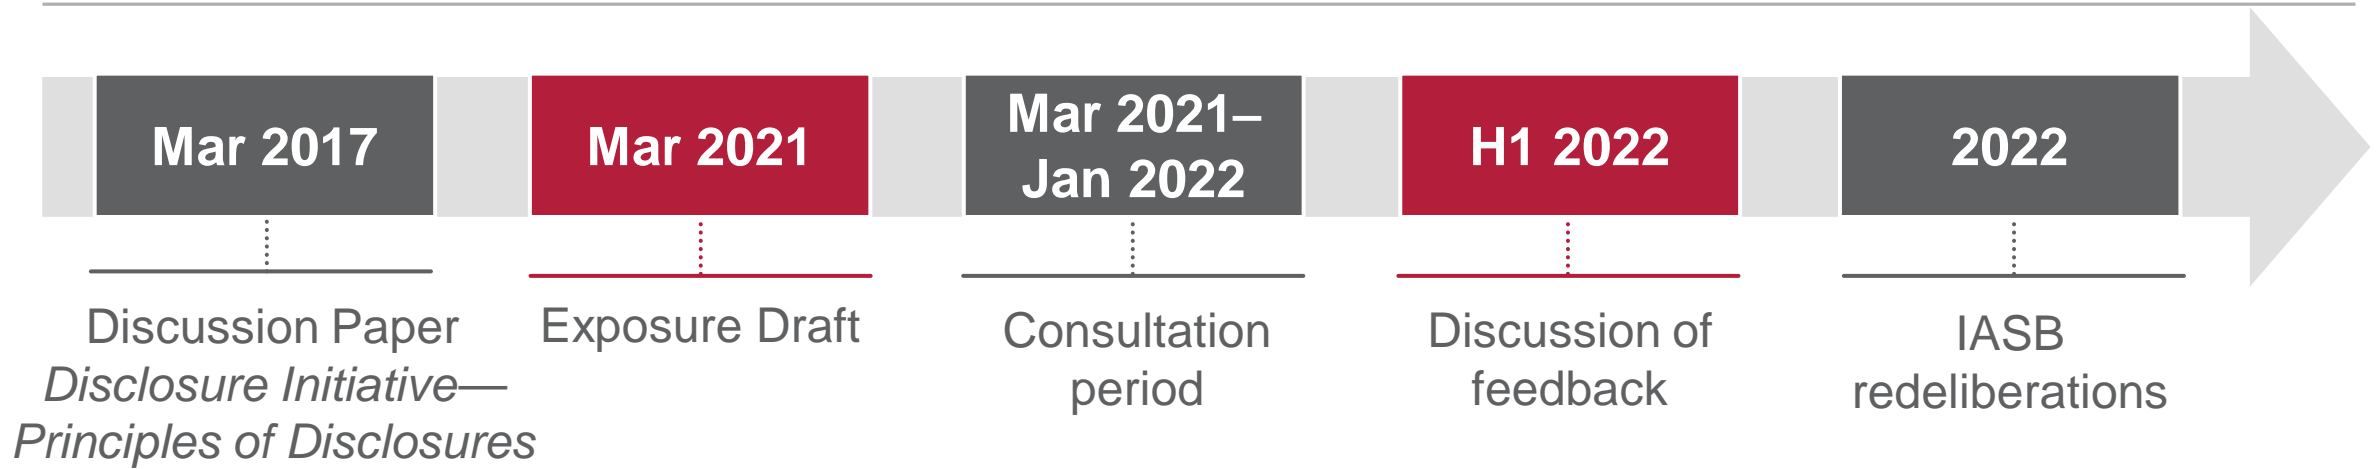 Mar 2017
Mar 2021
Mar 2021–
Jan 2022
H1 2022
2022
Discussion Paper
Disclosure Initiative—
Principles of Disclosures
Exposure Draft
Consultation
period
Discussion of
feedback
IASB
redeliberations